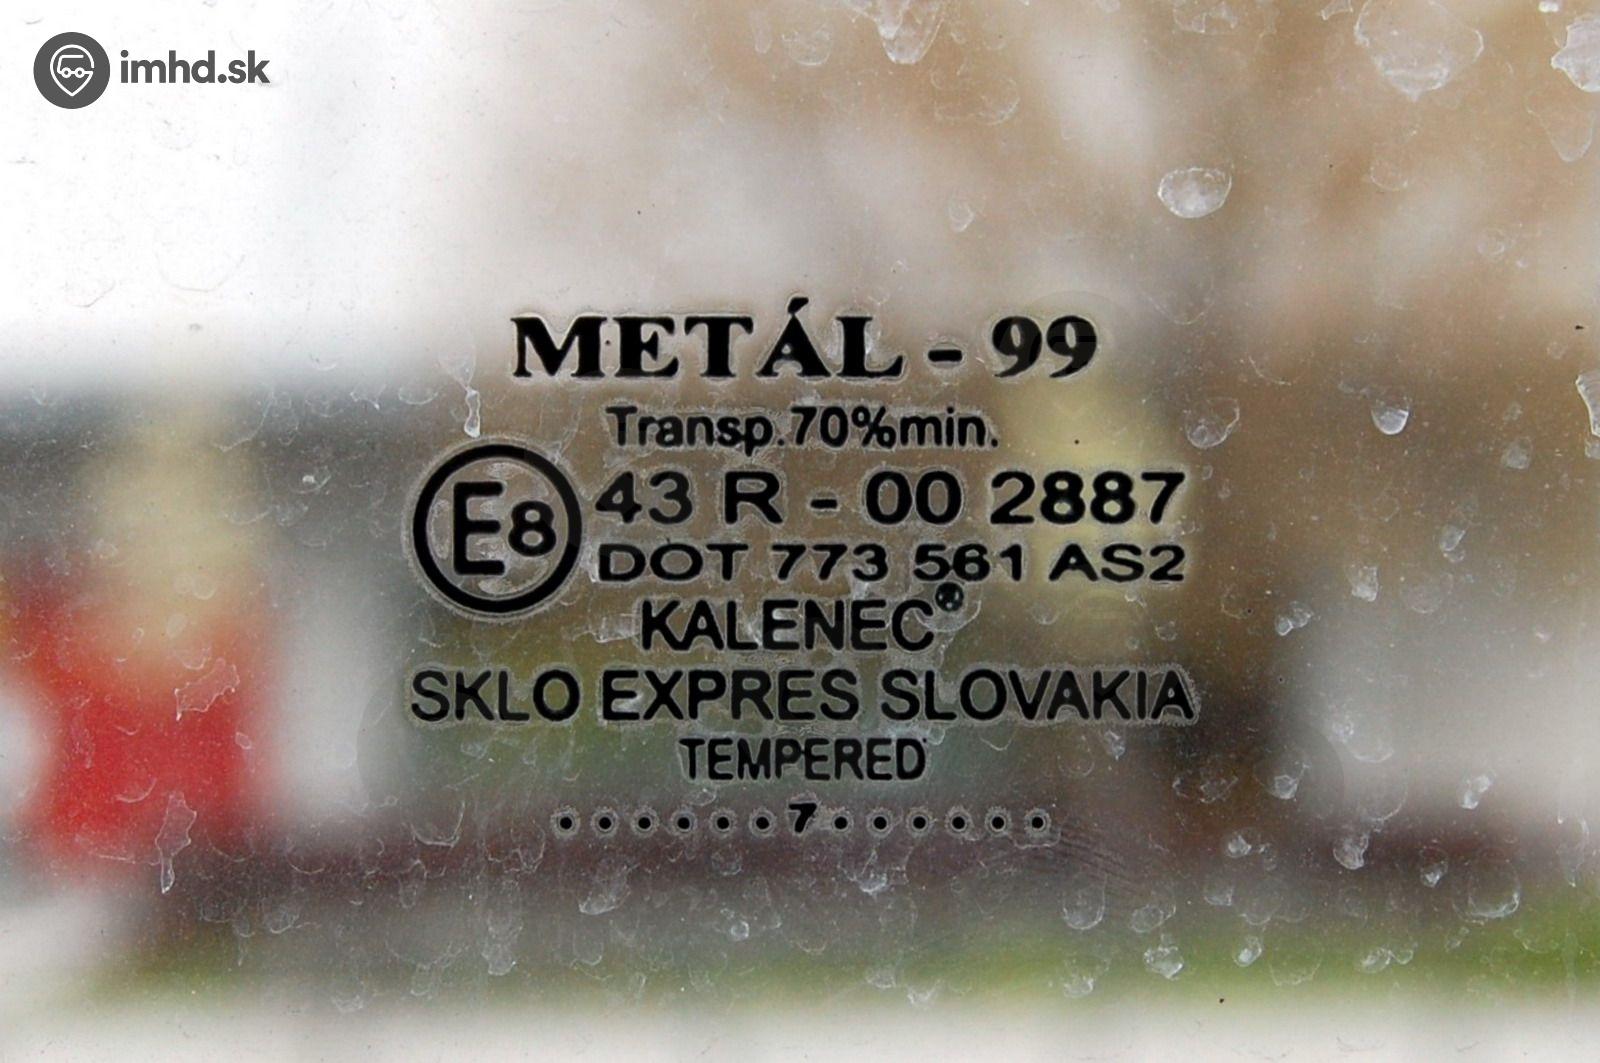 imhd.sk
METÁL - 99
Transp.70%min.
E8 43 R - 00 2887
DOT 773 561 AS2
KALENEC®
SKLO EXPRES SLOVAKIA
TEMPERED
• • • • • • 7 • • • • • •